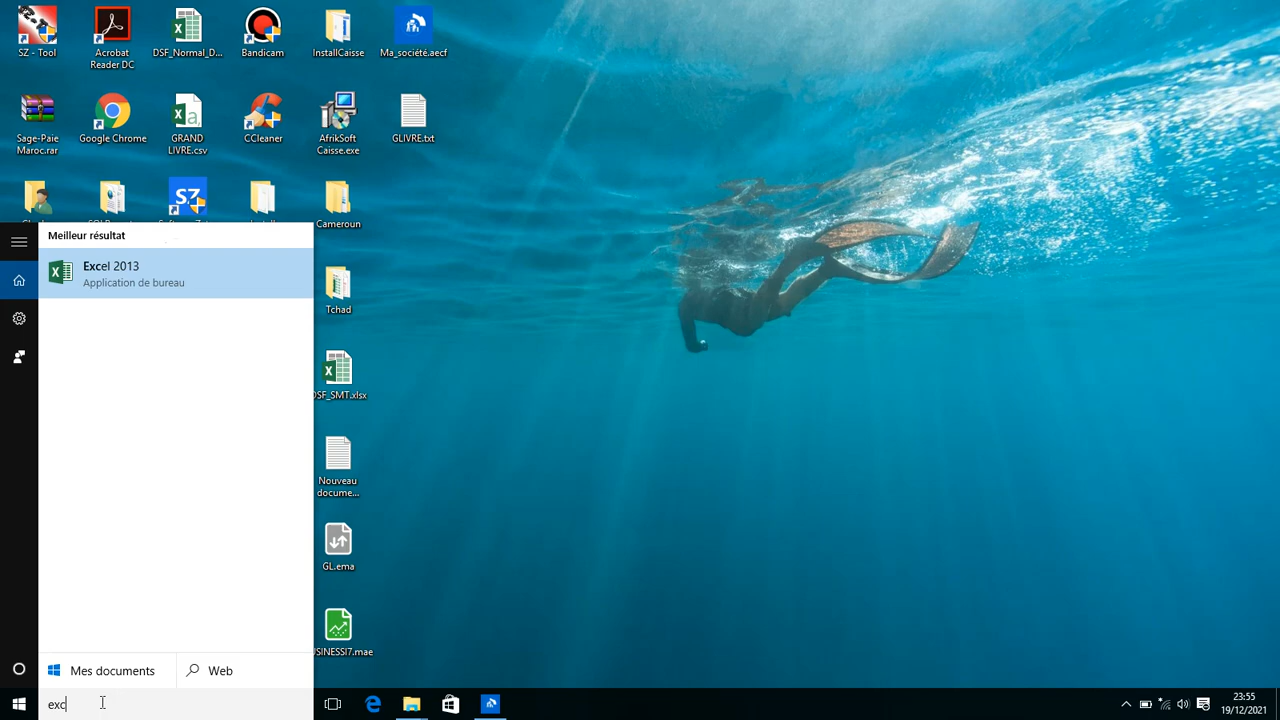 SZ - Tool
Acrobat
Reader DC
DSF_Normal_D...
Bandicam
InstallCaisse
Ma_société.aecf
Sage-Paie
Maroc.rar
Google Chrome
GRAND
LIVRE.csv
CCleaner
AfrikSoft
Caisse.exe
GLIVRE.txt
SZ
Cameroun
Meilleur résultat
Excel 2013
Application de bureau
Tchad
DSF_SMT.xlsx
Nouveau
docume...
GL.ema
USINESSI7.mae
Mes documents
Web
exc
23:55
19/12/2021